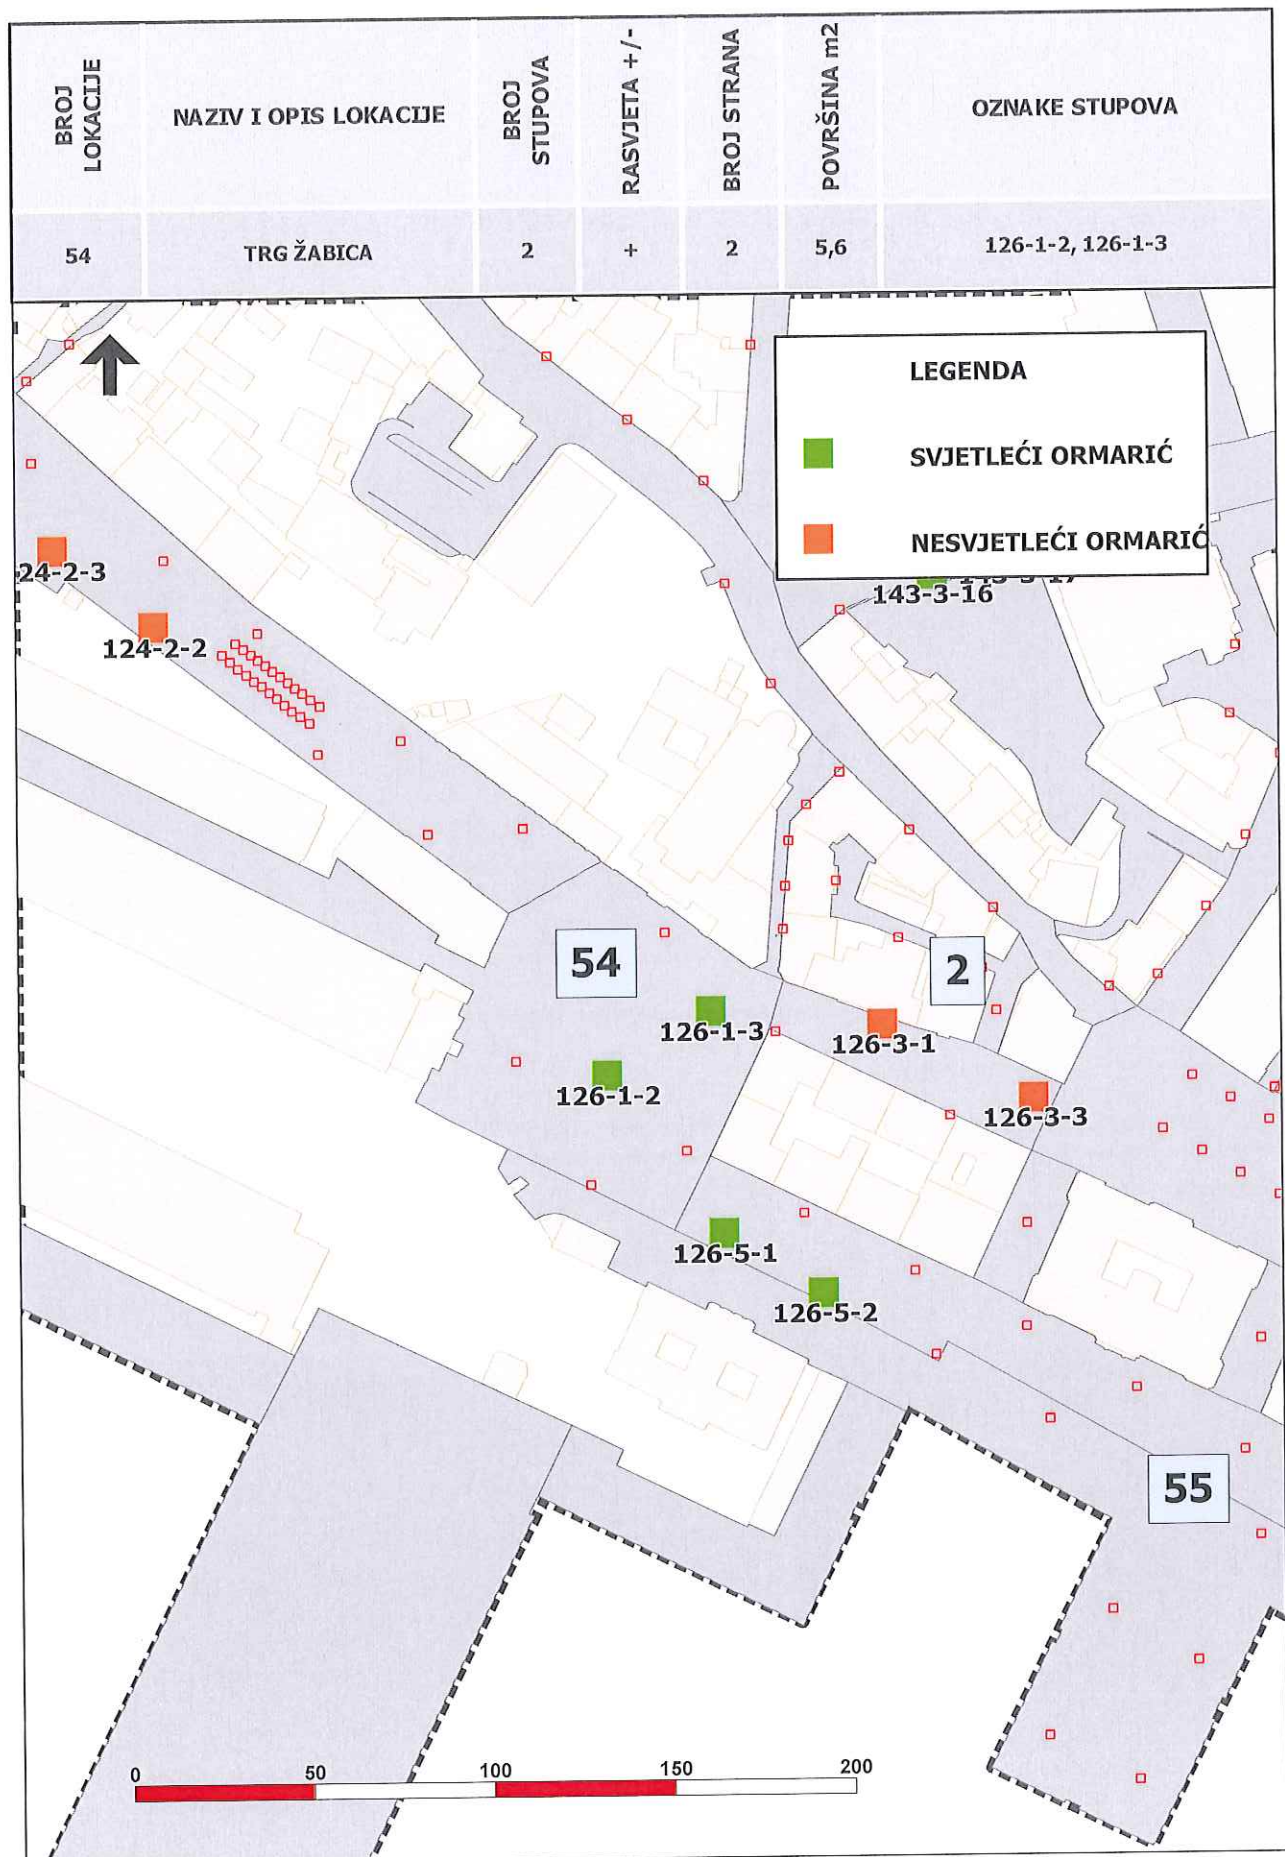 BROJ
LOKACIJE
NAZIV I OPIS LOKACIJE
BROJ
STUPOVA
RASVJETA +/-
BROJ STRANA
POVRŠINA m2
OZNAKE STUPOVA
54
TRG ŽABICA
2
+
2
5,6
126-1-2, 126-1-3
LEGENDA
SVJETLEĆI ORMARIĆ
NESVJETLEĆI ORMARIĆ
24-2-3
143-3-16
124-2-2
54
2
126-1-3
126-3-1
126-1-2
126-3-3
126-5-1
126-5-2
55
0
50
100
150
200